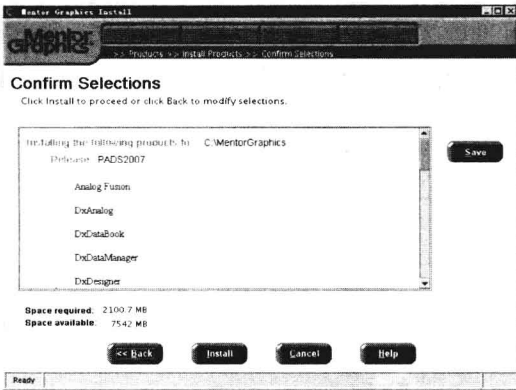 Mentor Graphics Install
Mentor Graphics
>> Products >> Install Products >> Confirm Selections
Confirm Selections
Click Install to proceed or click Back to modify selections.
Installing the following products to C:\MentorGraphics
Release PADS2007
Analog Fusion
DxAnalog
DxDataBook
DxDataManager
DxDesigner
Save
Space required: 2100.7 MB
Space available: 7542 MB
<< Back
Install
Cancel
Help
Ready